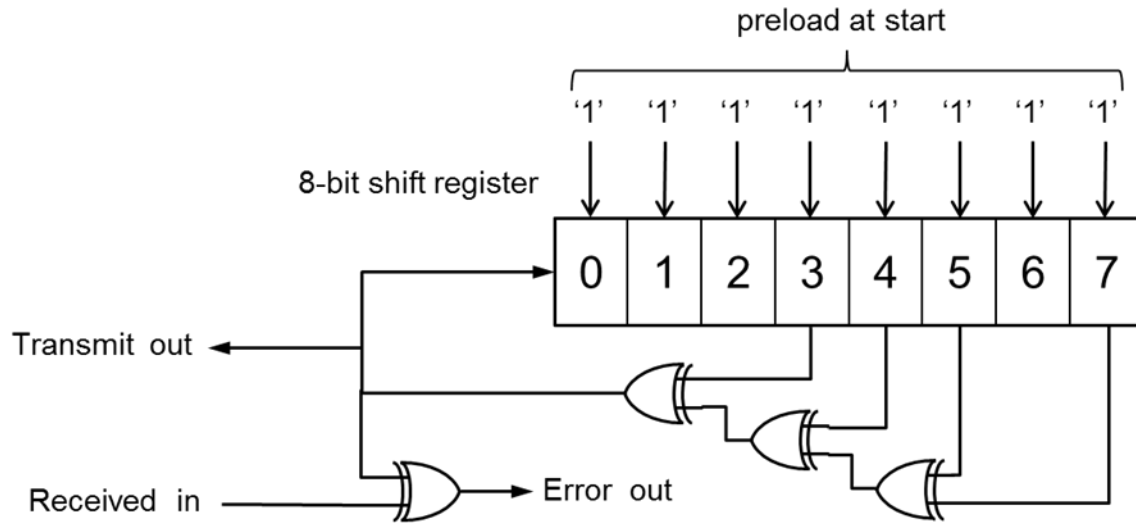 preload at start
‘1’ ‘1’ ‘1’ ‘1’ ‘1’ ‘1’ ‘1’ ‘1’
8-bit shift register
0 1 2 3 4 5 6 7
Transmit out
Received in
Error out